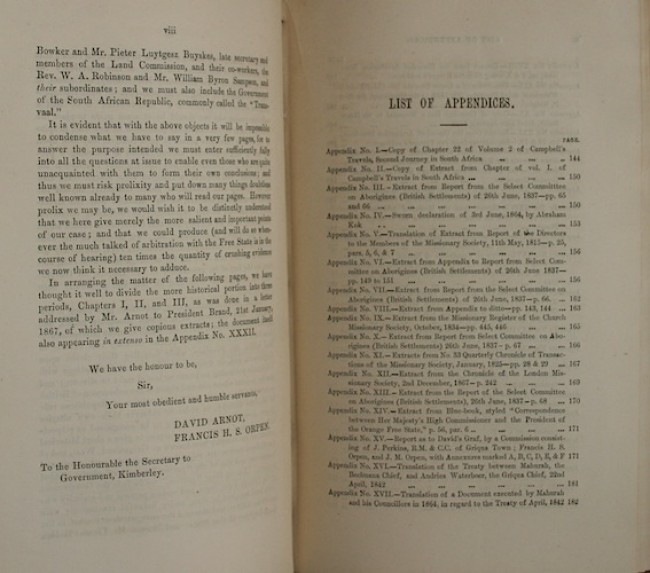 viii
Bowker and Mr. Pieter Luytgesz Buyskes, late secretary and
members of the Land Commission, and their co-workers, the
Rev. W. A. Robinson and Mr. William Byron Sampson, and
their subordinates; and we must also include the Government
of the South African Republic, commonly called the "Trans-
vaal."
It is evident that with the above objects it will be impossible
to condense what we have to say in a very few pages, for to
answer the purpose intended we must enter sufficiently fully
into all the questions at issue to enable even those who are quite
unacquainted with them to form their own conclusions; and
thus we must risk prolixity and put down many things doubtless
well known already to many who will read our pages. However
prolix we may be, we would wish it to be distinctly understood
that we here give merely the more salient and important points
of our case; and that we could produce (and will do so when-
ever the much talked of arbitration with the Free State is in the
course of hearing) ten times the quantity of crushing evidence
we now think it necessary to adduce.
In arranging the matter of the following pages, we have
thought it well to divide the more historical portion into three
periods, Chapters I, II, and III, as was done in a letter
addressed by Mr. Arnot to President Brand, 21st January,
1867, of which we give copious extracts; the document itself
also appearing in extenso in the Appendix No. XXXII.
We have the honour to be,
Sir,
Your most obedient and humble servants,
DAVID ARNOT,
FRANCIS H. S. ORPEN.
To the Honourable the Secretary to
Government, Kimberley.
LIST OF APPENDICES.
PAGE.
Appendix No. I.—Copy of Chapter 22 of Volume 2 of Campbell's
Travels, Second Journey in South Africa ... ... ... 144
Appendix No. II.—Copy of Extract from Chapter vol. I. of
Campbell's Travels in South Africa ... ... ... ... 150
Appendix No. III.—Extract from Report from the Select Committee
on Aborigines (British Settlements) of 26th June, 1837—pp. 65
and 66 ... ... ... ... ... ... 150
Appendix No. IV.—Sworn declaration of 3rd June, 1864, by Abraham
Kok ... ... ... ... ... ... 153
Appendix No. V.—Translation of Extract from Report of the Directors
to the Members of the Missionary Society, 11th May, 1815—p. 25,
pars. 5, 6, & 7 ... ... ... ... ... 156
Appendix No. VI.—Extract from Appendix to Report from Select Com-
mittee on Aborigines (British Settlements) of 26th June 1837—
pp. 149 to 151 ... ... ... ... ... 156
Appendix No. VII.—Extract from Report of the Select Committee on
Aborigines (British Settlements) of 26th June, 1837—p. 66. ... 162
Appendix No. VIII.—Extract from Appendix to ditto—pp. 143, 144 ... 163
Appendix No. IX.—Extracts from Register of the Church
Missionary Society, October, 1834—pp. 445, 446 ... ... 165
Appendix No. X.—Extract from Report from Select Committee on Abo-
rigines (British Settlements) 26th June, 1837—p. 67 ... ... 166
Appendix No. XI.—Extracts from No 33 Quarterly Chronicle of Transac-
tions of the Missionary Society, January, 1825—pp. 28 & 29 ... 167
Appendix No. XII.—Extract from the Chronicle of the London Mis-
sionary Society, 2nd December, 1867—p. 242 ... ... ... 169
Appendix No. XIII.—Extract from Report of the Select Committee
on Aborigines (British Settlements), 26th June, 1837—p. 68 ... 170
Appendix No. XIV.—Extract from Blue-book, styled "Correspondence
between Her Majesty's High Commissioner and the President of
the Orange Free State," p. 56, par. 6 ... ... ... ... 171
Appendix No. XV.—Report as to David's Graf, by a Commission consist-
ing of J. Perkins, R.M. & C.C. of Griqua Town; Francis H. S.
Orpen, and J. M. Orpen, with Annexures marked A, B, C, D, E, & F 171
Appendix No. XVI.—Translation of the Treaty between Mahurah, the
Bechuana Chief, and Andries Waterboer, the Griqua Chief, 22nd
April, 1842 ... ... ... ... ... ... 181
Appendix No. XVII.—Translation of a Document executed by Mahurah
and his Councillors in 1864, in regard to the Treaty of April, 1842 182